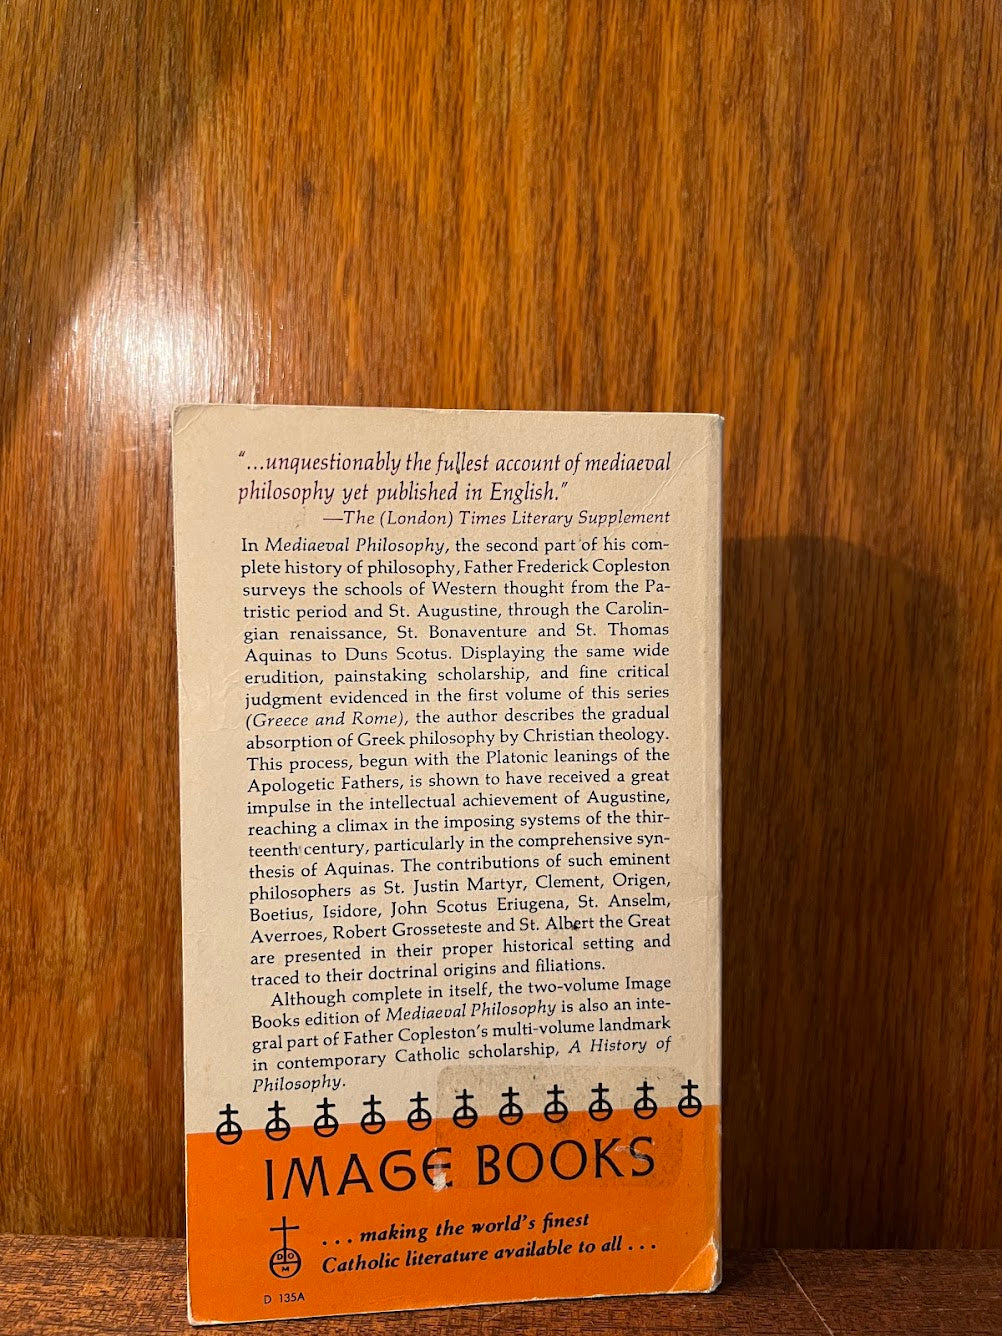 “...unquestionably the fullest account of mediaeval
philosophy yet published in English.”
—The (London) Times Literary Supplement
In Mediaeval Philosophy, the second part of his com-
plete history of philosophy, Father Frederick Copleston
surveys the schools of Western thought from the Pa-
tristic period and St. Augustine, through the Carolin-
gian renaissance, St. Bonaventure and St. Thomas
Aquinas to Duns Scotus. Displaying the same wide
erudition, painstaking scholarship, and fine critical
judgment evidenced in the first volume of this series
(Greece and Rome), the author describes the gradual
absorption of Greek philosophy by Christian theology.
This process, begun with the Platonic leanings of the
Apologetic Fathers, is shown to have received a great
impulse in the intellectual achievement of Augustine,
reaching a climax in the imposing systems of the thir-
teenth century, particularly in the comprehensive syn-
thesis of Aquinas. The contributions of such eminent
philosophers as St. Justin Martyr, Clement, Origen,
Boetius, Isidore, John Scotus Eriugena, St. Anselm,
Averroes, Robert Grosseteste and St. Albert the Great
are presented in their proper historical setting and
traced to their doctrinal origins and filiations.
Although complete in itself, the two-volume Image
Books edition of Mediaeval Philosophy is also an inte-
gral part of Father Copleston’s multi-volume landmark
in contemporary Catholic scholarship, A History of
Philosophy.
IMAGE BOOKS
...making the world’s finest
Catholic literature available to all...
D O
M
D 135A